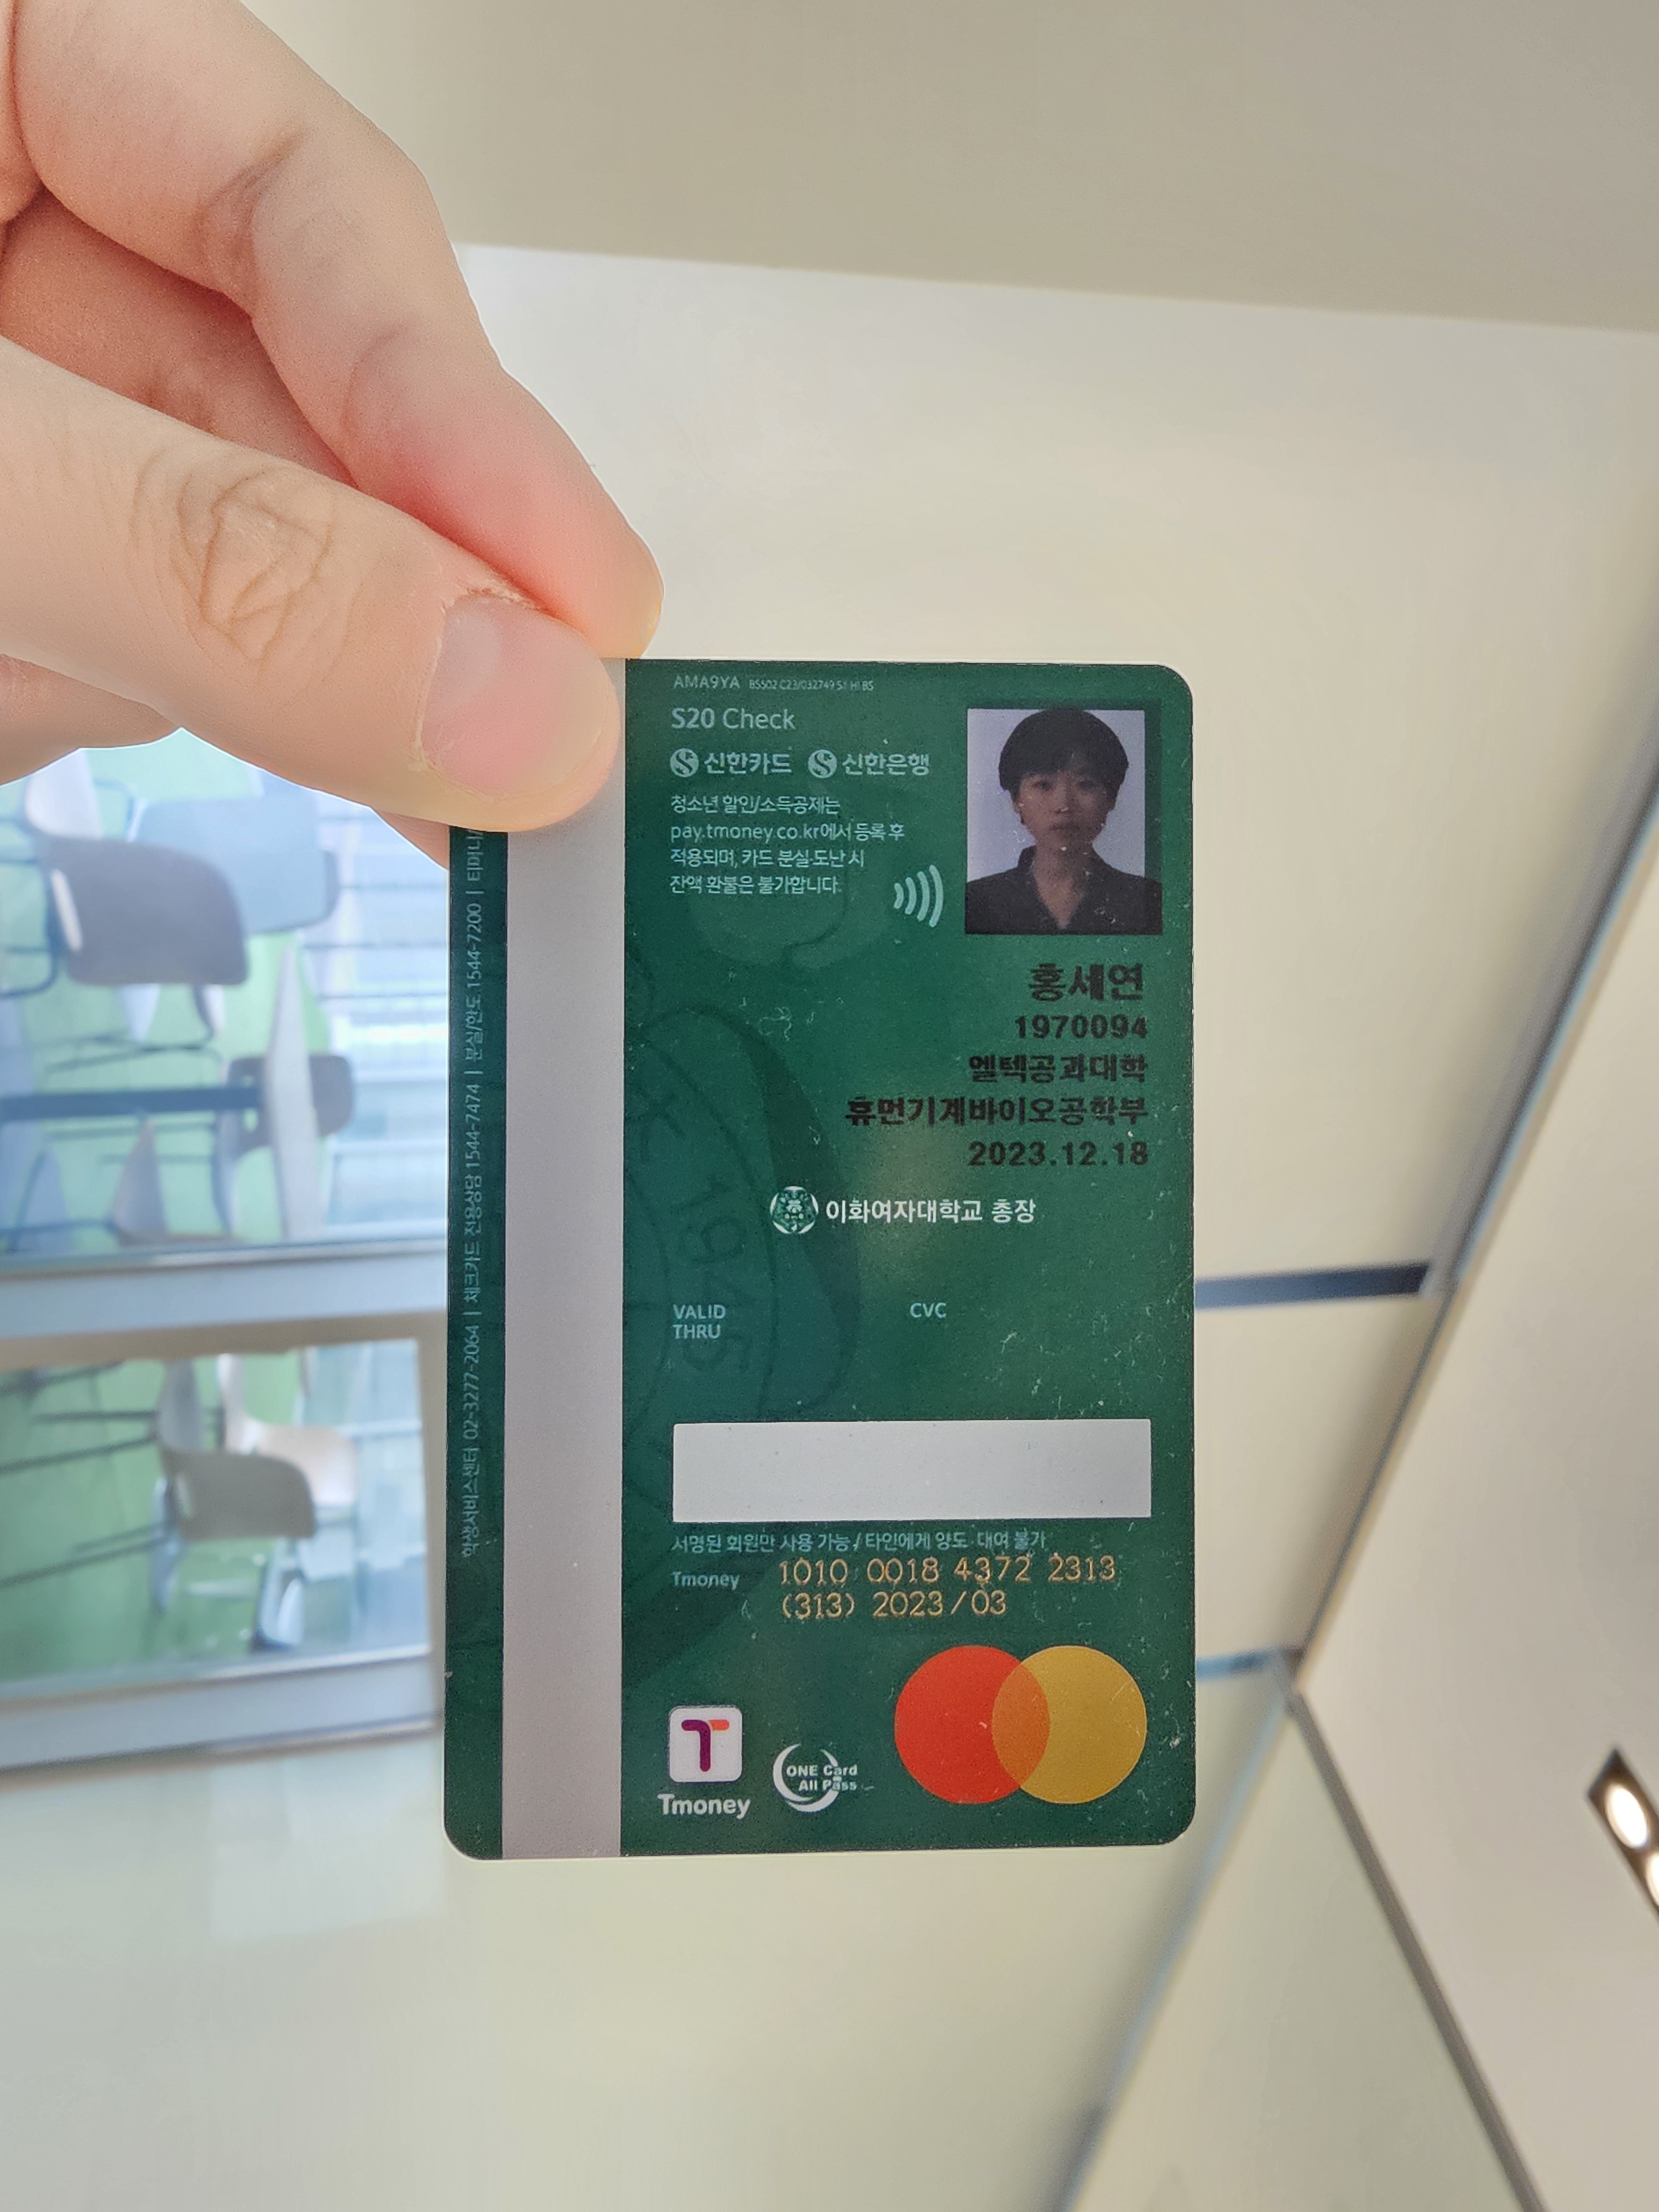 AMA9YA BS502 C23/032749 S1 HI BS
S20 Check
신한카드 신한은행
청소년 할인/소득공제는
pay.tmoney.co.kr에서 등록 후
적용되며, 카드 분실·도난 시
잔액 환불은 불가합니다.
홍세연
1970094
엘텍공과대학
휴먼기계바이오공학부
2023.12.18
이화여자대학교 총장
VALID
THRU
CVC
서명된 회원만 사용 가능 / 타인에게 양도·대여 불가
Tmoney 1010 0018 4372 2313
(313) 2023/03
Tmoney
ONE Card
All Pass
학생서비스센터 02-3277-2064 | 체크카드 전용상담 1544-7474 | 분실/한도 1544-7200 | 티머니